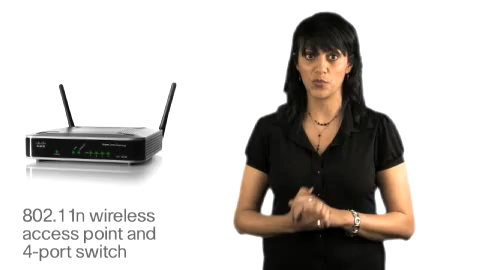 802.11n wireless
access point and
4-port switch